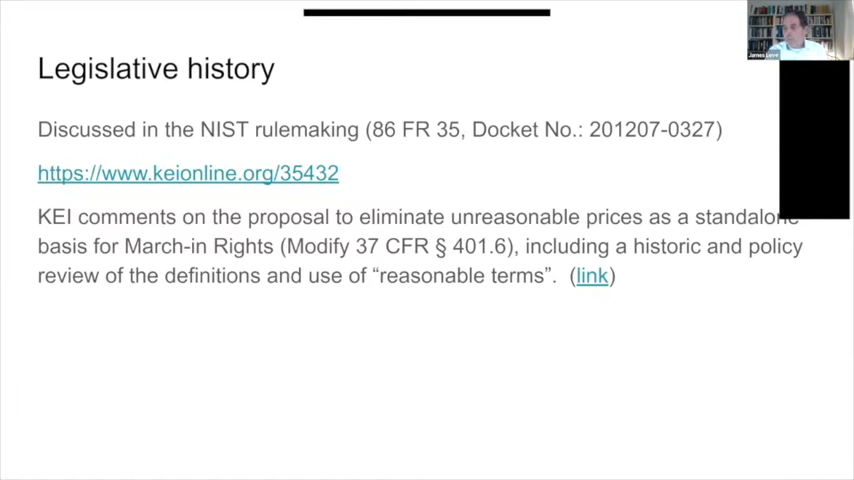 James Love
Legislative history
Discussed in the NIST rulemaking (86 FR 35, Docket No.: 201207-0327)
https://www.keionline.org/35432
KEI comments on the proposal to eliminate unreasonable prices as a standalone
basis for March-in Rights (Modify 37 CFR § 401.6), including a historic and policy
review of the definitions and use of “reasonable terms”.  (link)